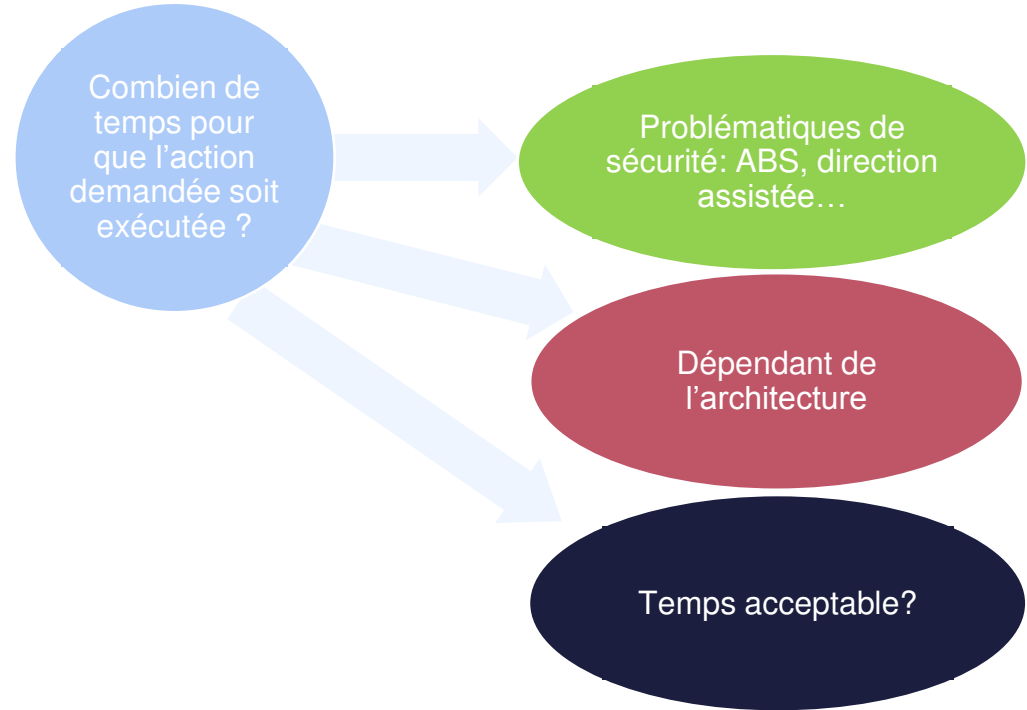 Combien de
temps pour
que l’action
demandée soit
exécutée ?
Problématiques de
sécurité: ABS, direction
assistée…
Dépendant de
l’architecture
Temps acceptable?